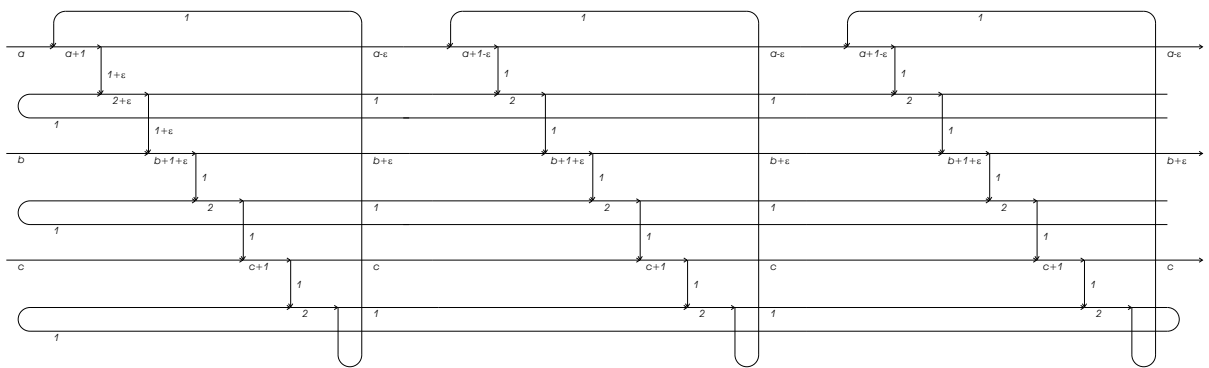 1 1 1
a a+1 a-ε a+1-ε a-ε a+1-ε a-ε
1+ε 1 1
2+ε 1 2 1 2
1 1+ε 1 1
b b+1+ε b+ε b+1+ε b+ε b+1+ε b+ε
1 1 1
2 1 2 1 2
1 1 1 1
c c+1 c c+1 c c+1 c
1 1 1
2 1 2 1 2
1